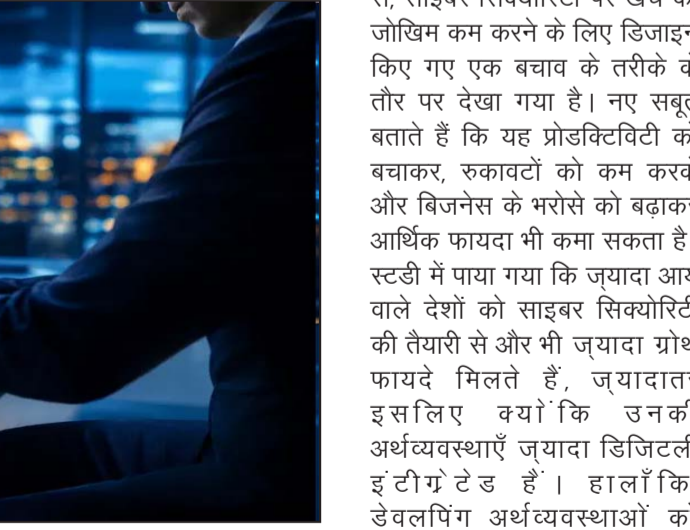 जोखिम कम करने के लिए डिजाइन
किए गए एक बचाव के तरीके के
तौर पर देखा गया है। नए सबूत
बताते हैं कि यह प्रोडक्टिविटी को
बचाकर, रुकावटों को कम करके
और बिजनेस के भरोसे को बढ़ाकर
आर्थिक फायदा भी कमा सकता है
स्टडी में पाया गया कि ज्यादा आय
वाले देशों को साइबर सिक्योरिटी
की तैयारी से और भी ज्यादा ग्रोथ
फायदे मिलते हैं, ज्यादातर
इसलिए क्योंकि उनकी
अर्थव्यवस्थाएँ ज्यादा डिजिटली
इंटीग्रेटेड हैं। हालाँकि
डेवलपिंग अर्थव्यवस्थाओं को